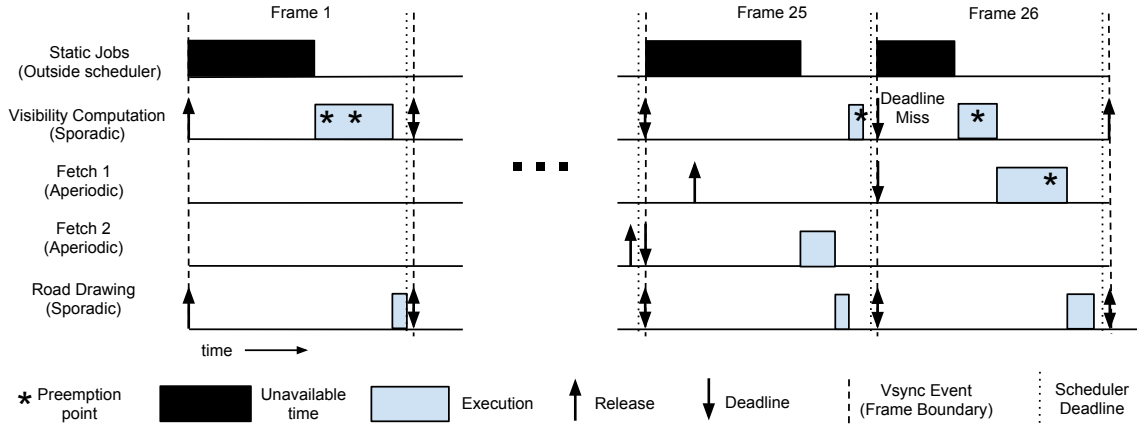 Frame 1
Frame 25
Frame 26
Static Jobs
(Outside scheduler)
Visibility Computation
(Sporadic)
* *
*
Deadline
Miss
*
Fetch 1
(Aperiodic)
*
Fetch 2
(Aperiodic)
Road Drawing
(Sporadic)
time
* Preemption
point
Unavailable
time
Execution
Release
Deadline
Vsync Event
(Frame Boundary)
Scheduler
Deadline